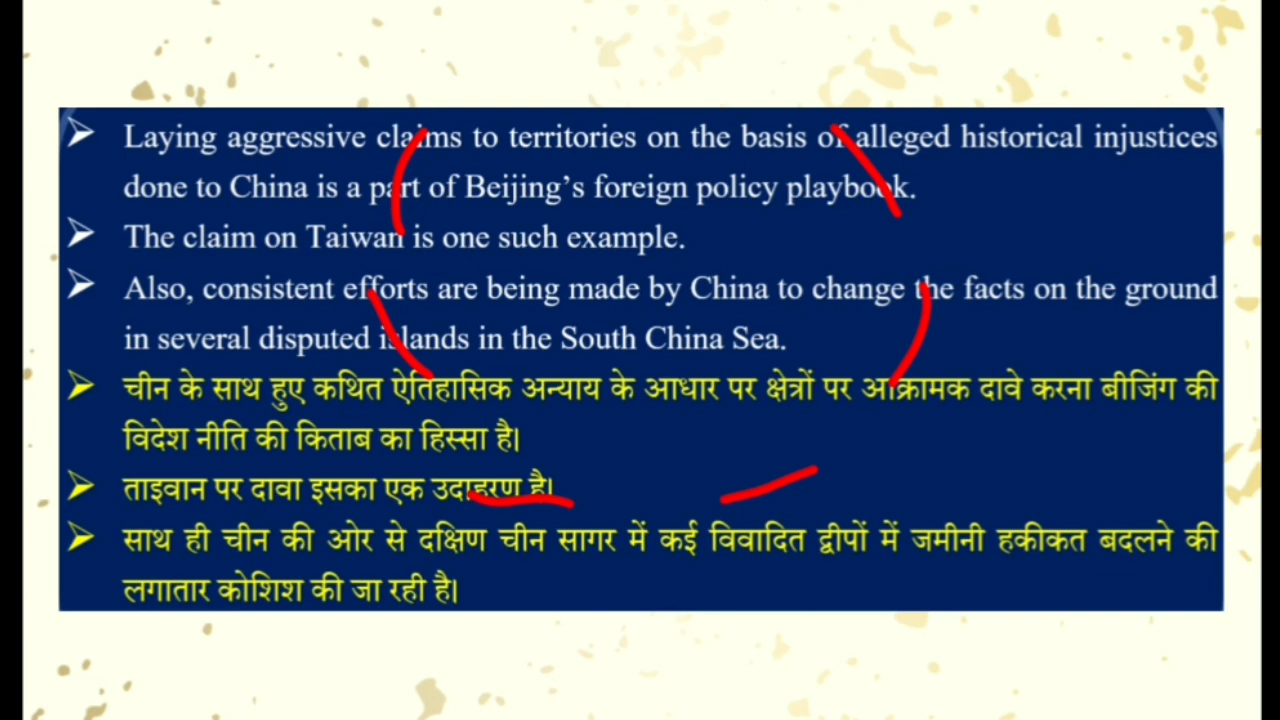 Laying aggressive claims to territories on the basis of alleged historical injustices
done to China is a part of Beijing’s foreign policy playbook.
The claim on Taiwan is one such example.
Also, consistent efforts are being made by China to change the facts on the ground
in several disputed islands in the South China Sea.
चीन के साथ हुए कथित ऐतिहासिक अन्याय के आधार पर क्षेत्रों पर आक्रामक दावे करना बीजिंग की
विदेश नीति की किताब का हिस्सा है।
ताइवान पर दावा इसका एक उदाहरण है।
साथ ही चीन की ओर से दक्षिण चीन सागर में कई विवादित द्वीपों में जमीनी हकीकत बदलने की
लगातार कोशिश की जा रही है।